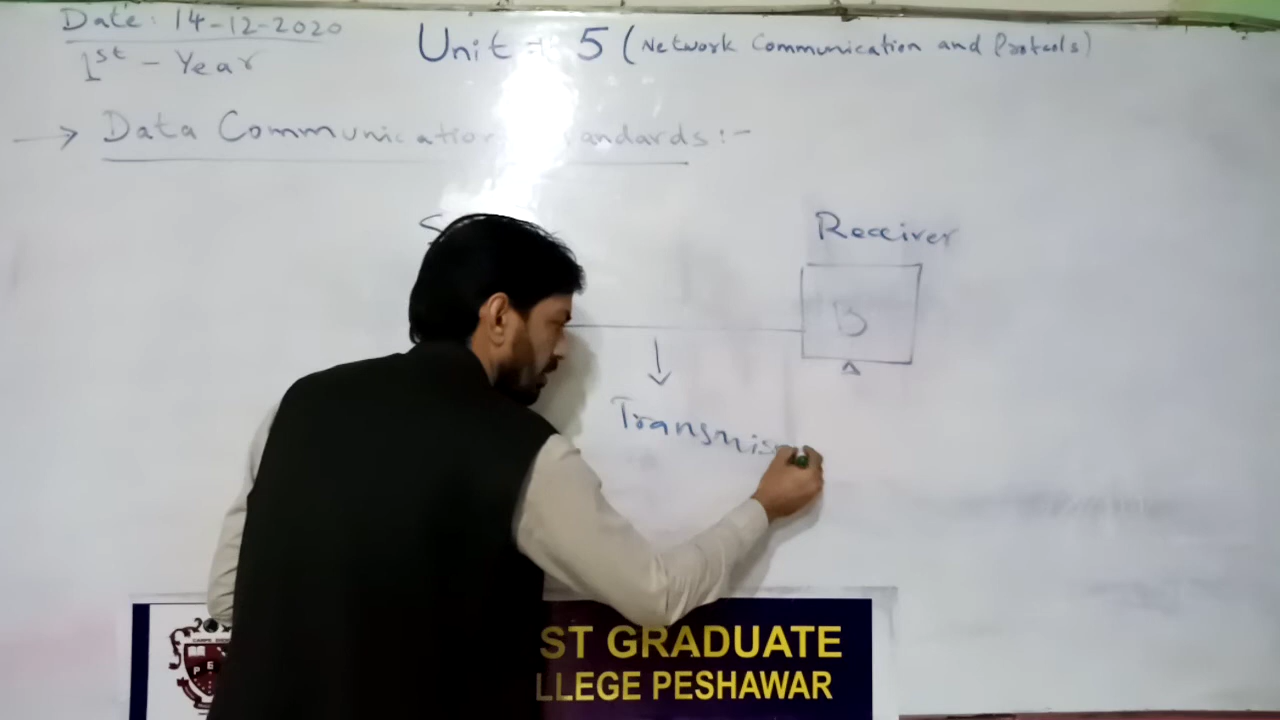 Date: 14-12-2020
1st - Year
Unit - 5 (Network Communication and Protocols)
→ Data Communication andards:-
S
Receiver
B
Transmis
ST GRADUATE
LLEGE PESHAWAR